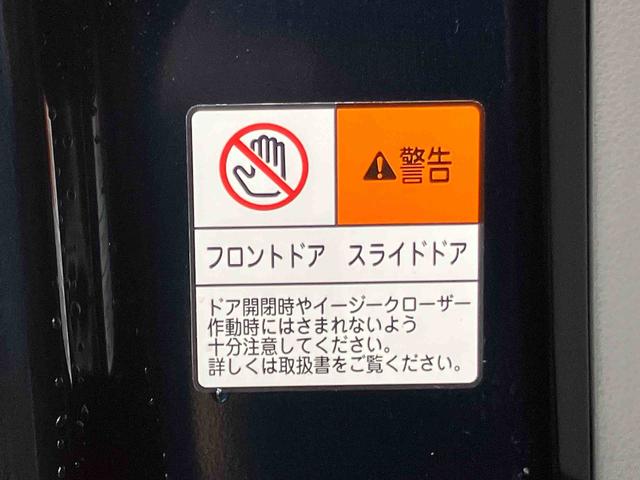 警告
フロントドア スライドドア
ドア開閉時やイージークローザー
作動時にはさまれないよう
十分注意してください。
詳しくは取扱書をご覧ください。